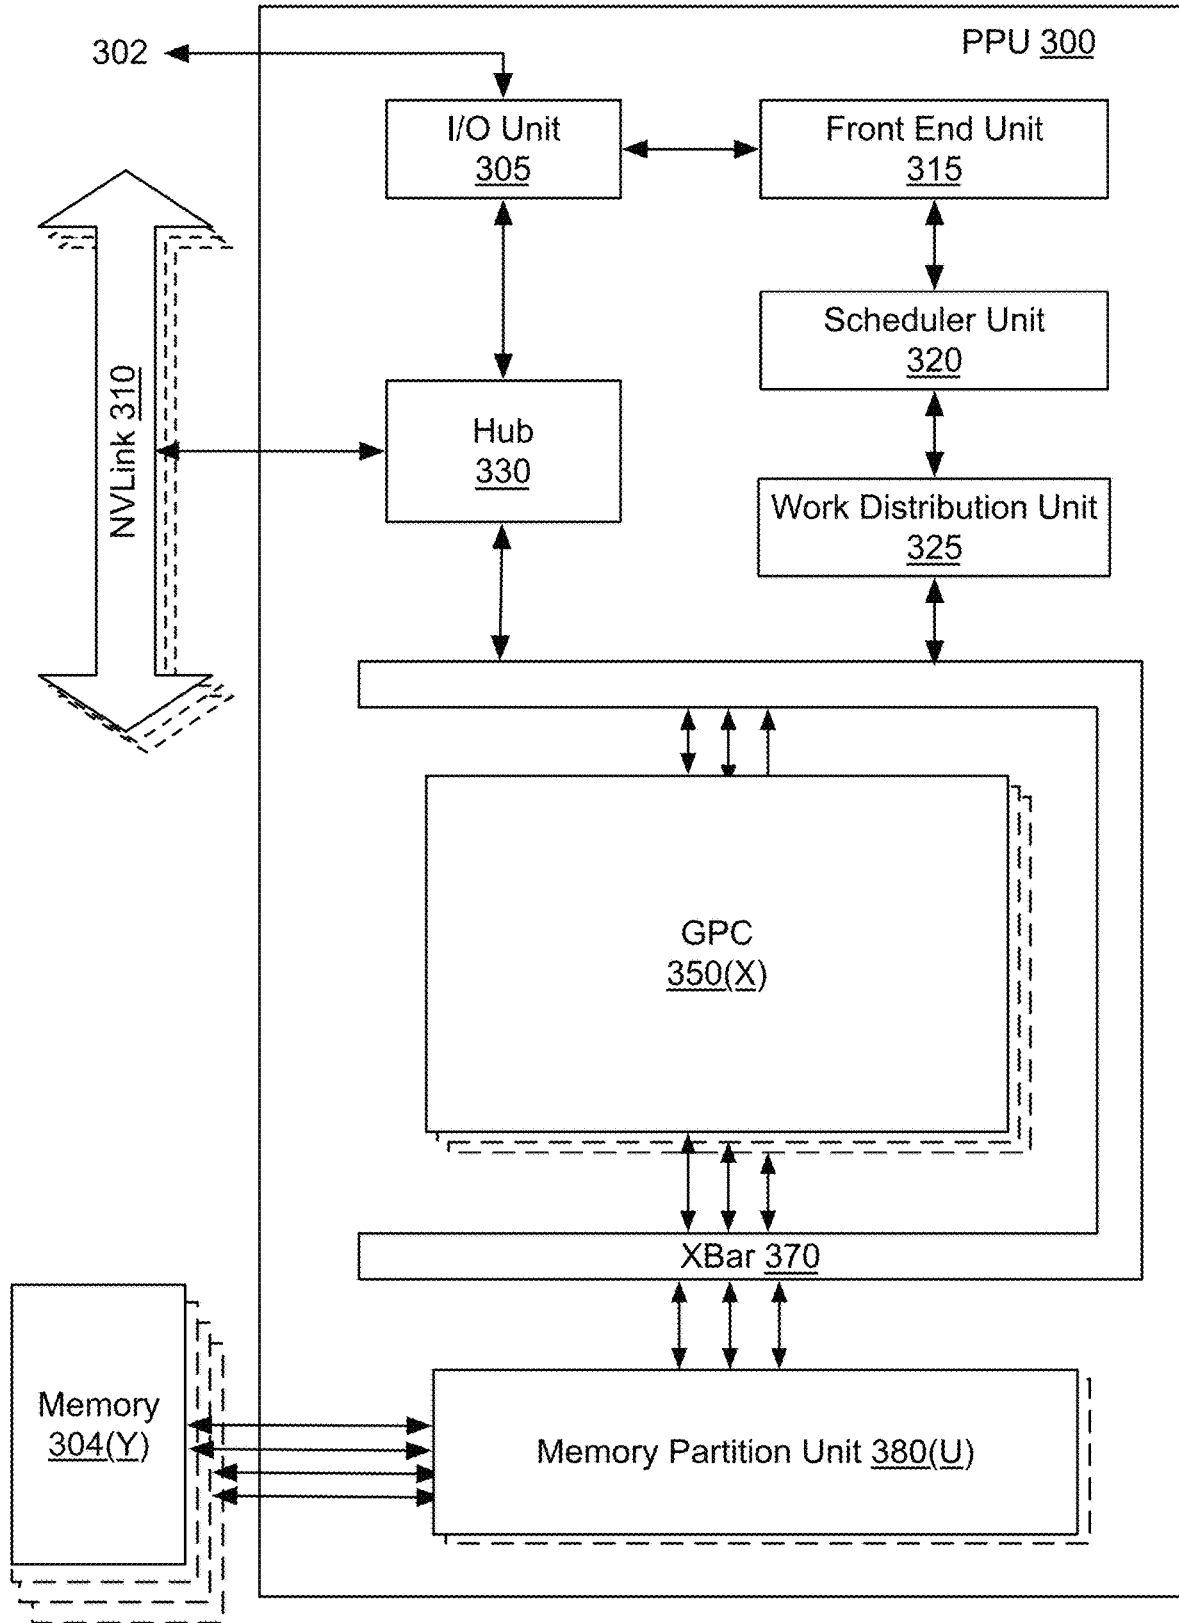 PPU 300
302
I/O Unit
305
Front End Unit
315
Scheduler Unit
320
NVLink 310
Hub
330
Work Distribution Unit
325
GPC
350(X)
XBar 370
Memory
304(Y)
Memory Partition Unit 380(U)